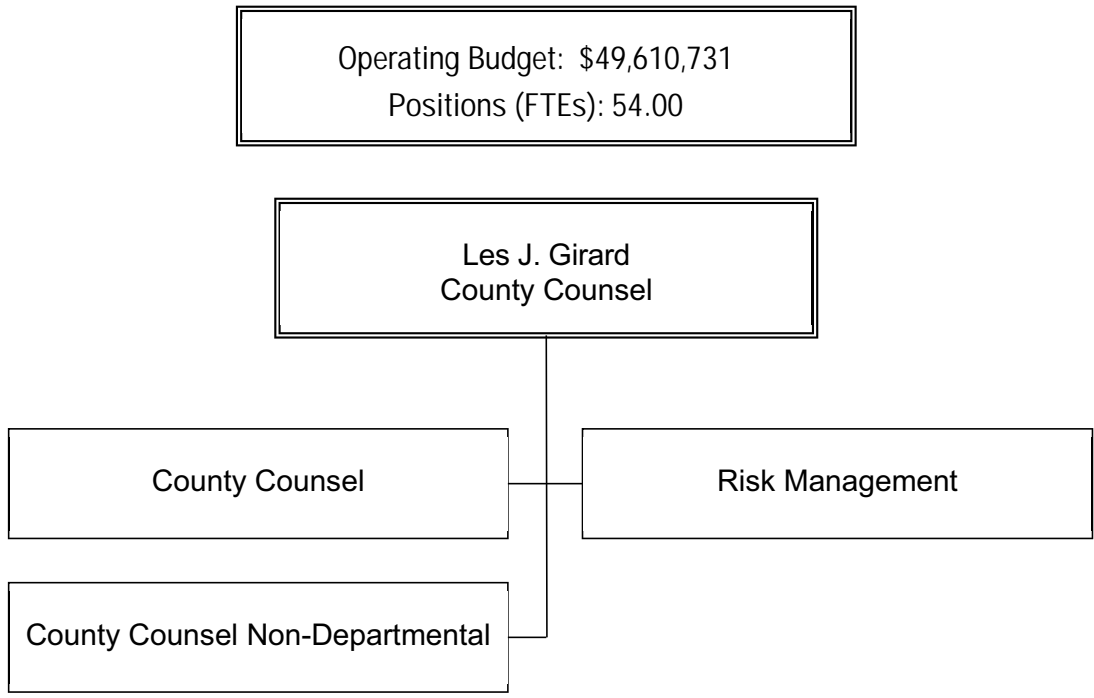 Operating Budget: $49,610,731
Positions (FTEs): 54.00
Les J. Girard
County Counsel
County Counsel
Risk Management
County Counsel Non-Departmental